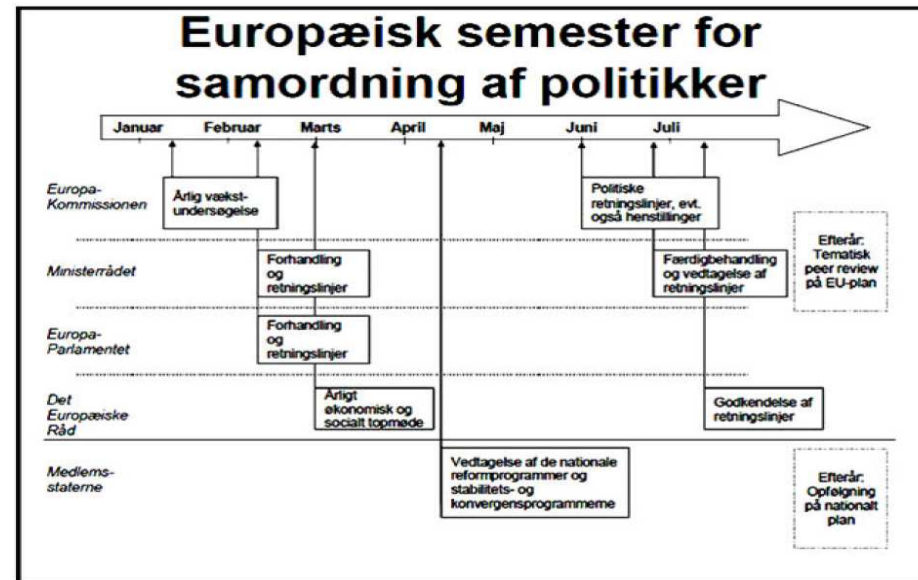 Europæisk semester for
samordning af politikker
Januar Februar Marts April Maj Juni Juli
Europa-
Kommissionen
Årlig vækst-
undersøgelse
Politiske
retningslinjer, evt.
også henstillinger
Ministerrådet
Forhandling
og
retningslinjer
Færdigbehandling
og vedtagelse af
retningslinjer
Efterår:
Tematisk
peer review
på EU-plan
Europa-
Parlamentet
Forhandling
og
retningslinjer
Det
Europæiske
Råd
Årligt
økonomisk og
socialt topmøde
Godkendelse af
retningslinjer
Medlems-
staterne
Vedtagelse af de nationale
reformprogrammer og
stabilitets- og
konvergensprogrammerne
Efterår:
Opfølgning
på nationalt
plan